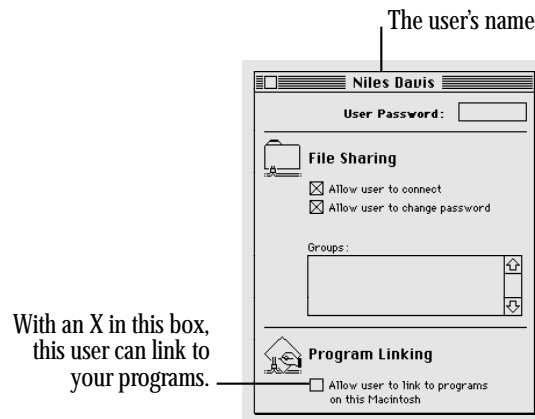 The user's name
Niles Davis
User Password:
File Sharing
Allow user to connect
Allow user to change password
Groups:
With an X in this box,
this user can link to
your programs.
Program Linking
Allow user to link to programs
on this Macintosh